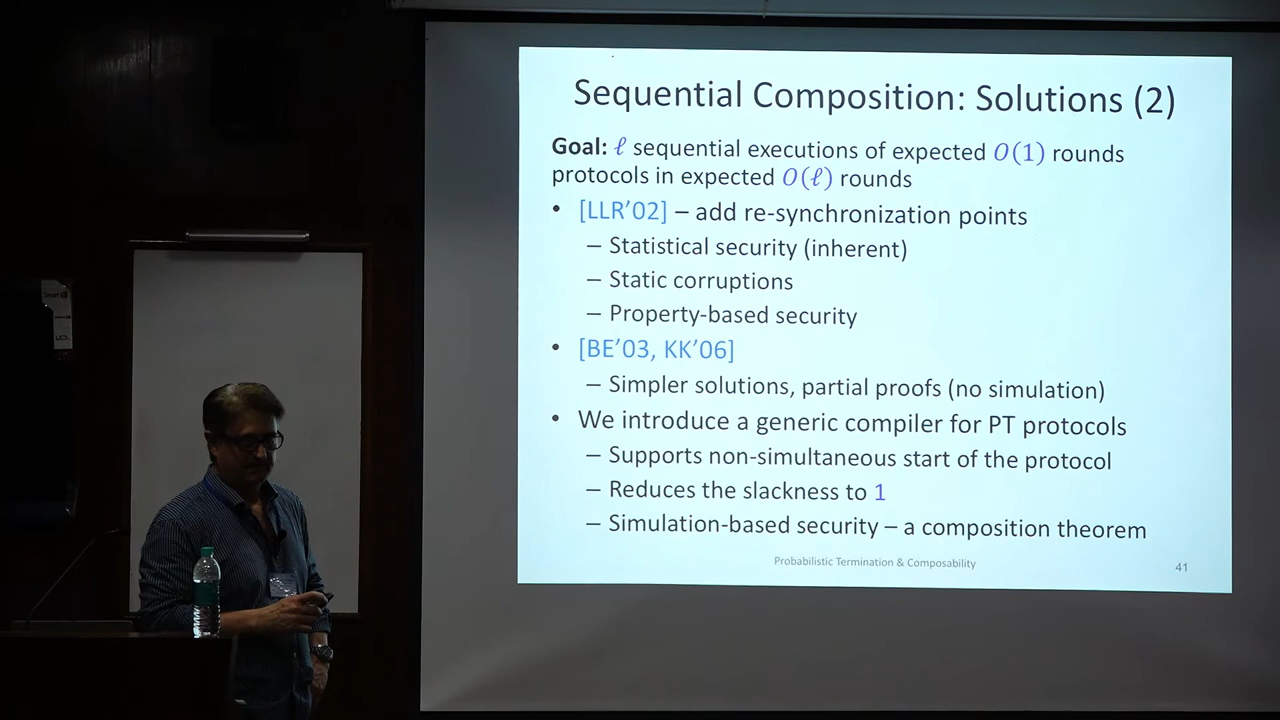 Sequential Composition: Solutions (2)
Goal: ℓ sequential executions of expected O(1) rounds
protocols in expected O(ℓ) rounds
• [LLR'02] – add re-synchronization points
– Statistical security (inherent)
– Static corruptions
– Property-based security
• [BE'03, KK'06]
– Simpler solutions, partial proofs (no simulation)
• We introduce a generic compiler for PT protocols
– Supports non-simultaneous start of the protocol
– Reduces the slackness to 1
– Simulation-based security – a composition theorem
Probabilistic Termination & Composability
41